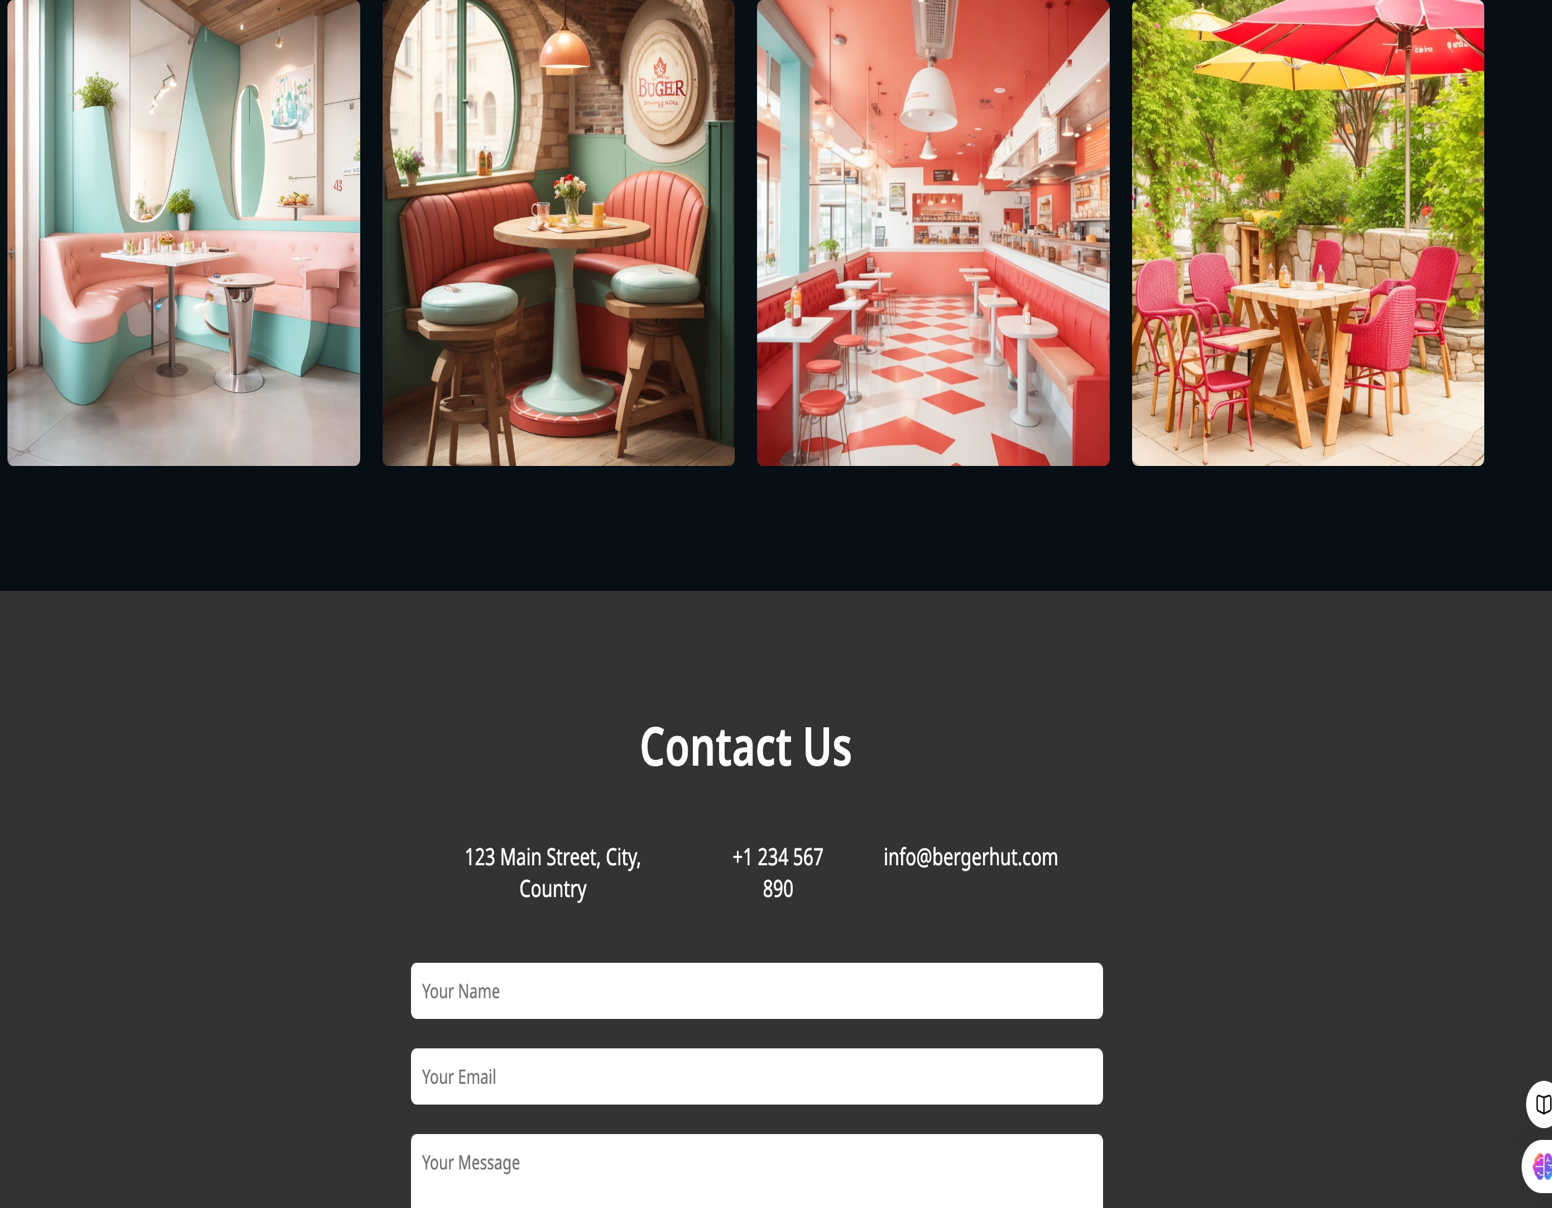 BUGER
Contact Us
123 Main Street, City,
Country
+1 234 567
890
info@bergerhut.com
Your Name
Your Email
Your Message